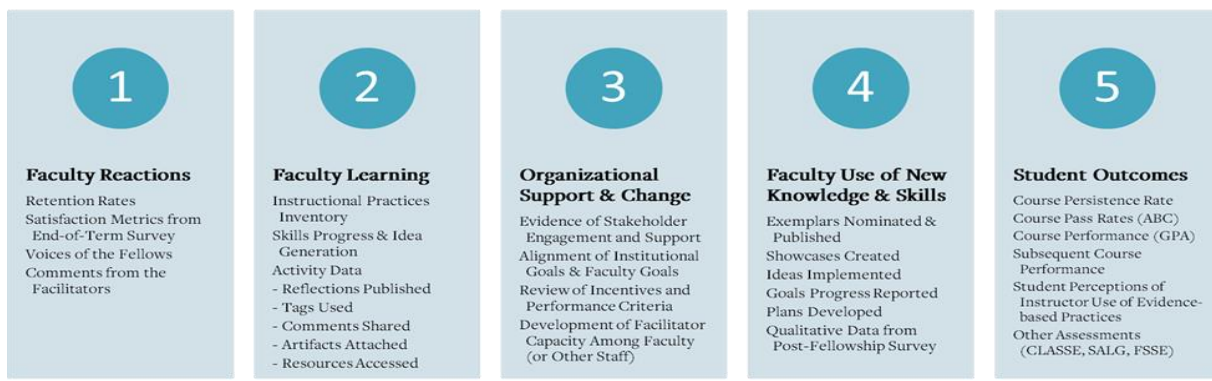 1
Faculty Reactions
Retention Rates
Satisfaction Metrics from
End-of-Term Survey
Voices of the Fellows
Comments from the
Facilitators
2
Faculty Learning
Instructional Practices
Inventory
Skills Progress & Idea
Generation
Activity Data
- Reflections Published
- Tags Used
- Comments Shared
- Artifacts Attached
- Resources Accessed
3
Organizational
Support & Change
Evidence of Stakeholder
Engagement and Support
Alignment of Institutional
Goals & Faculty Goals
Review of Incentives and
Performance Criteria
Development of Facilitator
Capacity Among Faculty
(or Other Staff)
4
Faculty Use of New
Knowledge & Skills
Exemplars Nominated &
Published
Showcases Created
Ideas Implemented
Goals Progress Reported
Plans Developed
Qualitative Data from
Post-Fellowship Survey
5
Student Outcomes
Course Persistence Rate
Course Pass Rates (ABC)
Course Performance (GPA)
Subsequent Course
Performance
Student Perceptions of
Instructor Use of Evidence-
based Practices
Other Assessments
(CLASSE, SALG, FSSE)